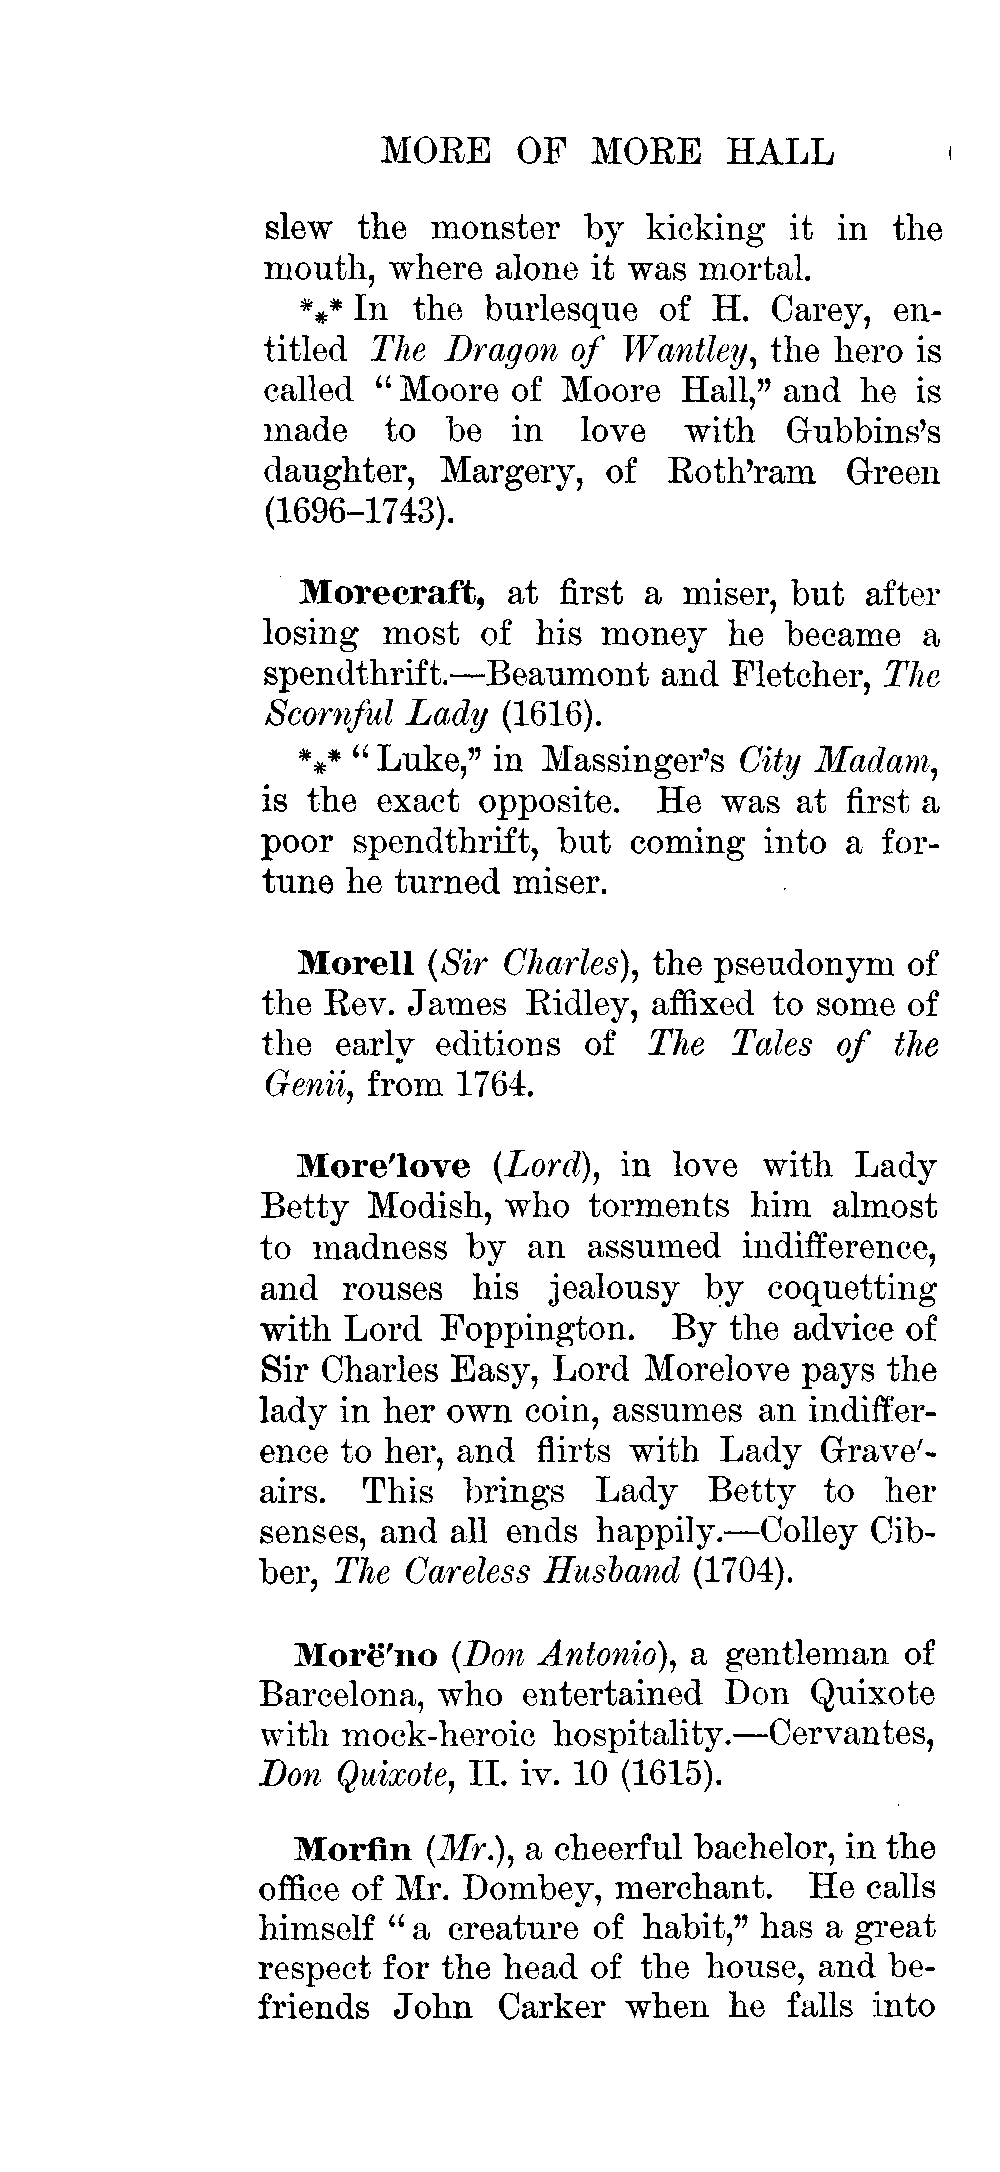 MORE OF MORE HALL
slew the monster by kicking it in the
mouth, where alone it was mortal.
*⁎* In the burlesque of H. Carey, en-
titled The Dragon of Wantley, the hero is
called “Moore of Moore Hall,” and he is
made to be in love with Gubbins’s
daughter, Margery, of Roth’ram Green
(1696–1743).
Morecraft, at first a miser, but after
losing most of his money he became a
spendthrift.—Beaumont and Fletcher, The
Scornful Lady (1616).
*⁎* “Luke,” in Massinger’s City Madam,
is the exact opposite. He was at first a
poor spendthrift, but coming into a for-
tune he turned miser.
Morell (Sir Charles), the pseudonym of
the Rev. James Ridley, affixed to some of
the early editions of The Tales of the
Genii, from 1764.
More′love (Lord), in love with Lady
Betty Modish, who torments him almost
to madness by an assumed indifference,
and rouses his jealousy by coquetting
with Lord Foppington. By the advice of
Sir Charles Easy, Lord Morelove pays the
lady in her own coin, assumes an indiffer-
ence to her, and flirts with Lady Grave′-
airs. This brings Lady Betty to her
senses, and all ends happily.—Colley Cib-
ber, The Careless Husband (1704).
Morë′no (Don Antonio), a gentleman of
Barcelona, who entertained Don Quixote
with mock-heroic hospitality.—Cervantes,
Don Quixote, II. iv. 10 (1615).
Morfin (Mr.), a cheerful bachelor, in the
office of Mr. Dombey, merchant. He calls
himself “a creature of habit,” has a great
respect for the head of the house, and be-
friends John Carker when he falls into